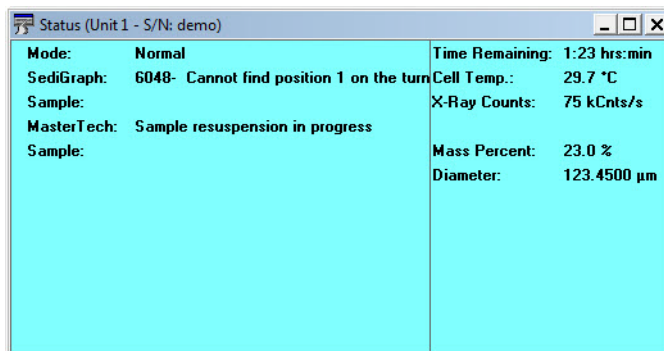 Status (Unit 1 - S/N: demo)
Mode: Normal
SediGraph: 6048- Cannot find position 1 on the turn
Sample:
MasterTech: Sample resuspension in progress
Sample:
Time Remaining: 1:23 hrs:min
Cell Temp.: 29.7 °C
X-Ray Counts: 75 kCnts/s
Mass Percent: 23.0 %
Diameter: 123.4500 µm